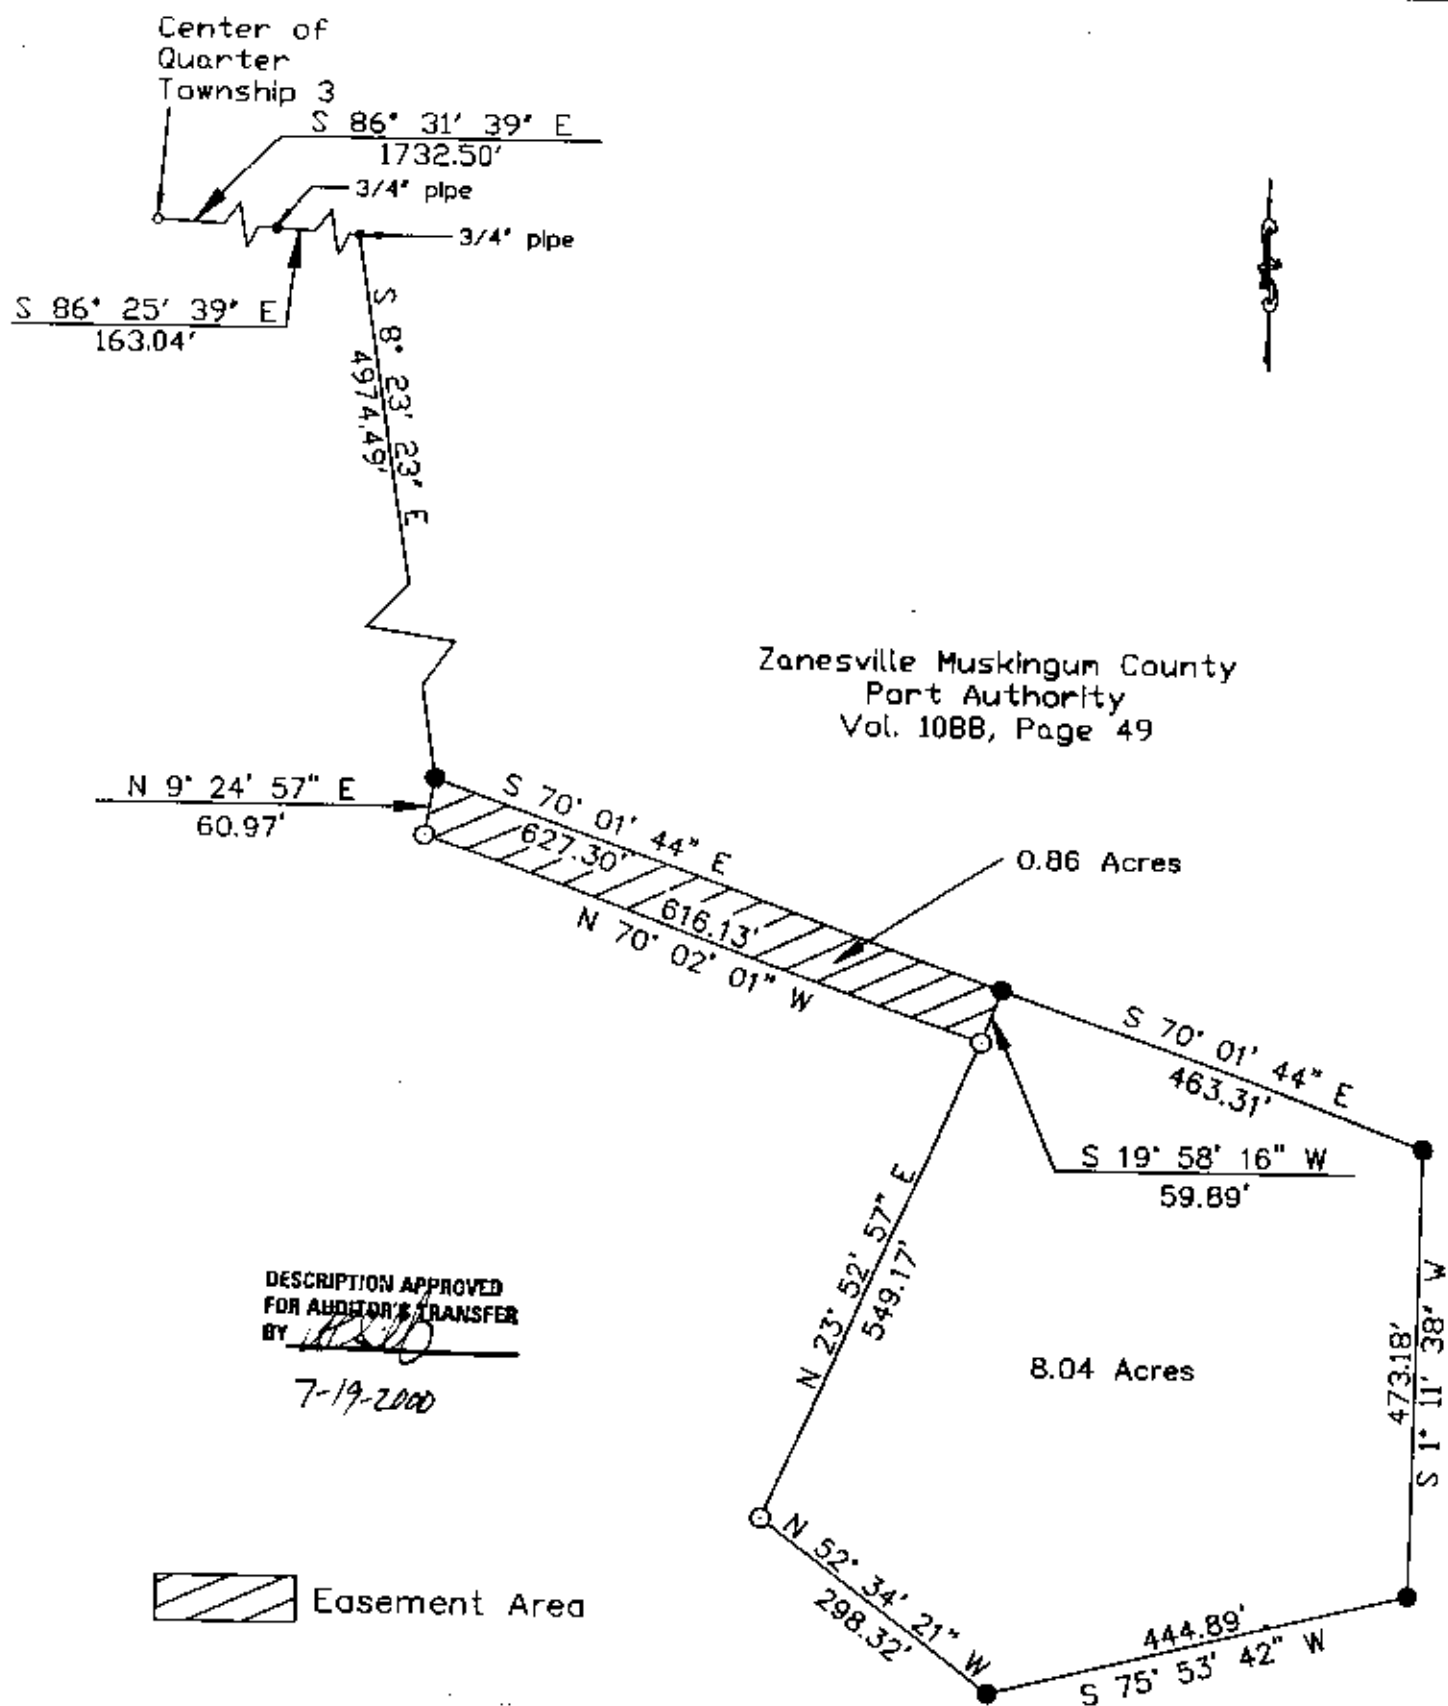 Center of
Quarter
Township 3
S 86° 31' 39" E
1732.50'
3/4" pipe
3/4" pipe
S 86° 25' 39" E
163.04'
S 8° 23' 23" E
4974.49'
Zanesville Muskingum County
Port Authority
Vol. 1088, Page 49
N 9° 24' 57" E
60.97'
S 70° 01' 44" E
627.30'
0.86 Acres
616.13'
N 70° 02' 01" W
S 70° 01' 44" E
463.31'
S 19° 58' 16" W
59.89'
N 23° 52' 57" E
549.17'
DESCRIPTION APPROVED
FOR AUDITOR'S TRANSFER
BY
7-19-2000
8.04 Acres
473.18'
S 1° 11' 38" W
N 52° 34' 21" W
298.32'
444.89'
S 75° 53' 42" W
Easement Area